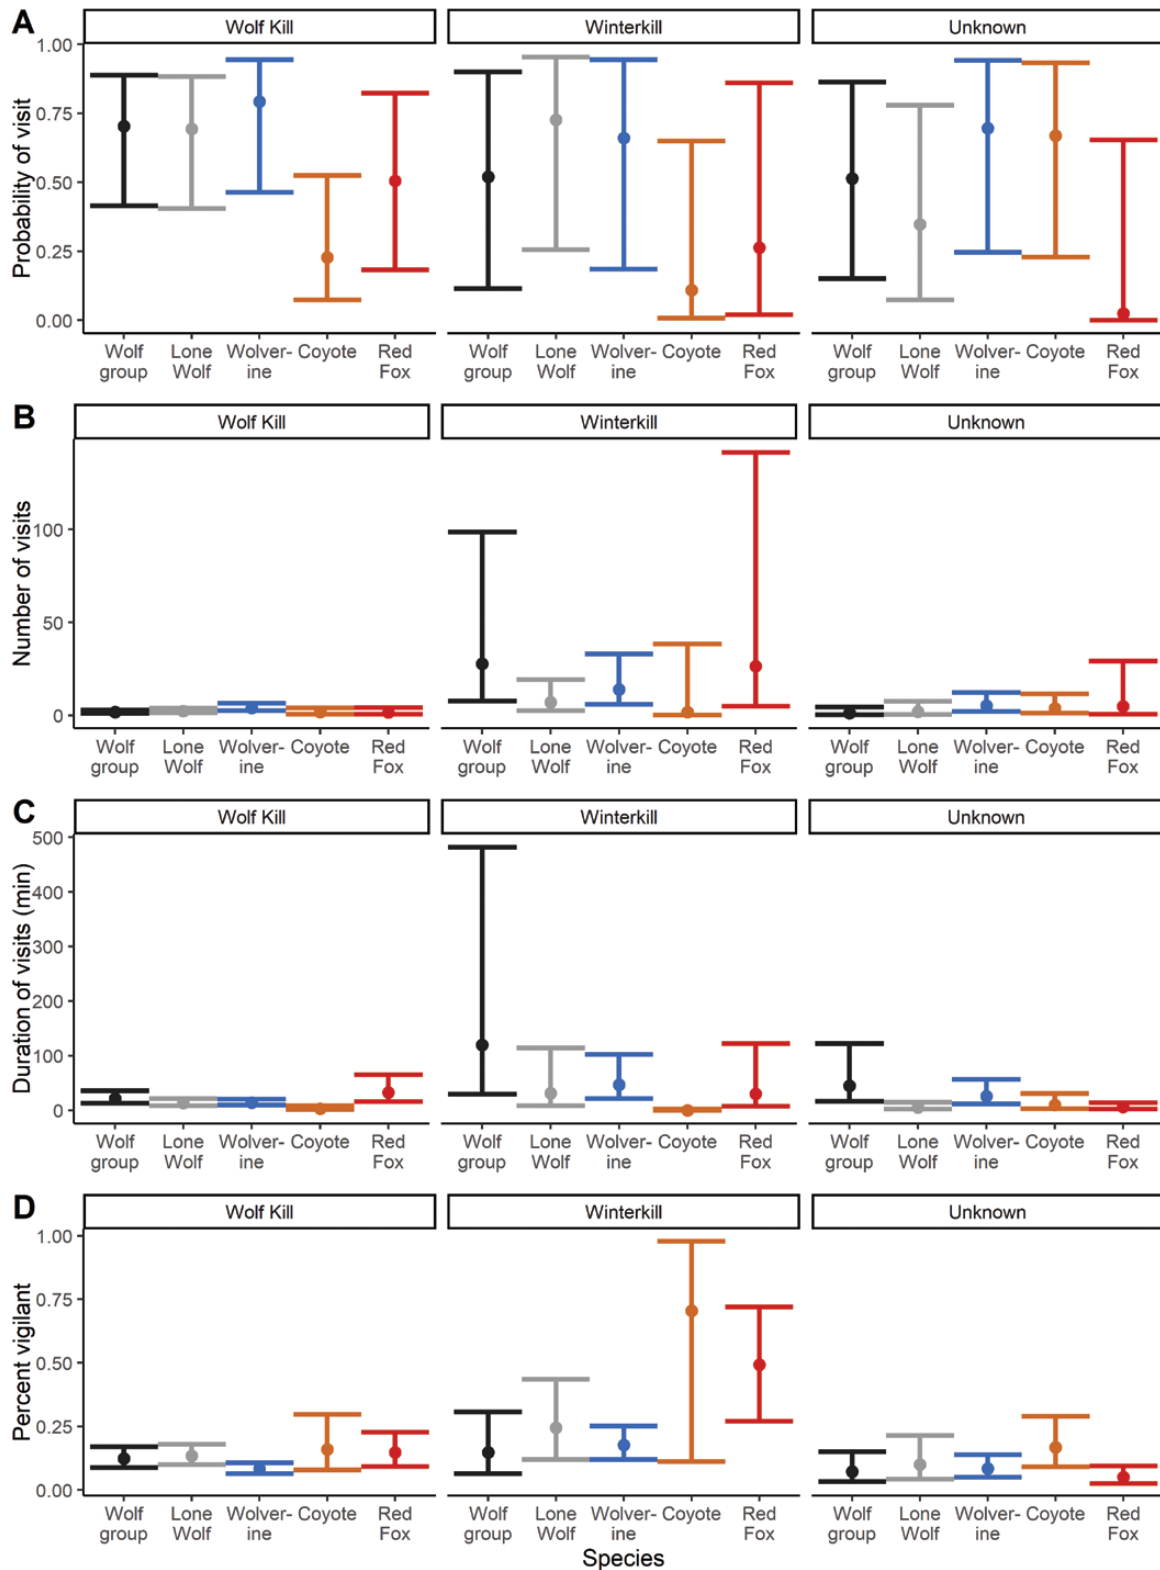 A
Wolf Kill Winterkill Unknown
Probability of visit
1.00
0.75
0.50
0.25
0.00
Wolf group Lone Wolf Wolver-ine Coyote Red Fox Wolf group Lone Wolf Wolver-ine Coyote Red Fox Wolf group Lone Wolf Wolver-ine Coyote Red Fox
B
Wolf Kill Winterkill Unknown
Number of visits
100
50
0
Wolf group Lone Wolf Wolver-ine Coyote Red Fox Wolf group Lone Wolf Wolver-ine Coyote Red Fox Wolf group Lone Wolf Wolver-ine Coyote Red Fox
C
Wolf Kill Winterkill Unknown
Duration of visits (min)
500
400
300
200
100
0
Wolf group Lone Wolf Wolver-ine Coyote Red Fox Wolf group Lone Wolf Wolver-ine Coyote Red Fox Wolf group Lone Wolf Wolver-ine Coyote Red Fox
D
Wolf Kill Winterkill Unknown
Percent vigilant
1.00
0.75
0.50
0.25
0.00
Wolf group Lone Wolf Wolver-ine Coyote Red Fox Wolf group Lone Wolf Wolver-ine Coyote Red Fox Wolf group Lone Wolf Wolver-ine Coyote Red Fox
Species